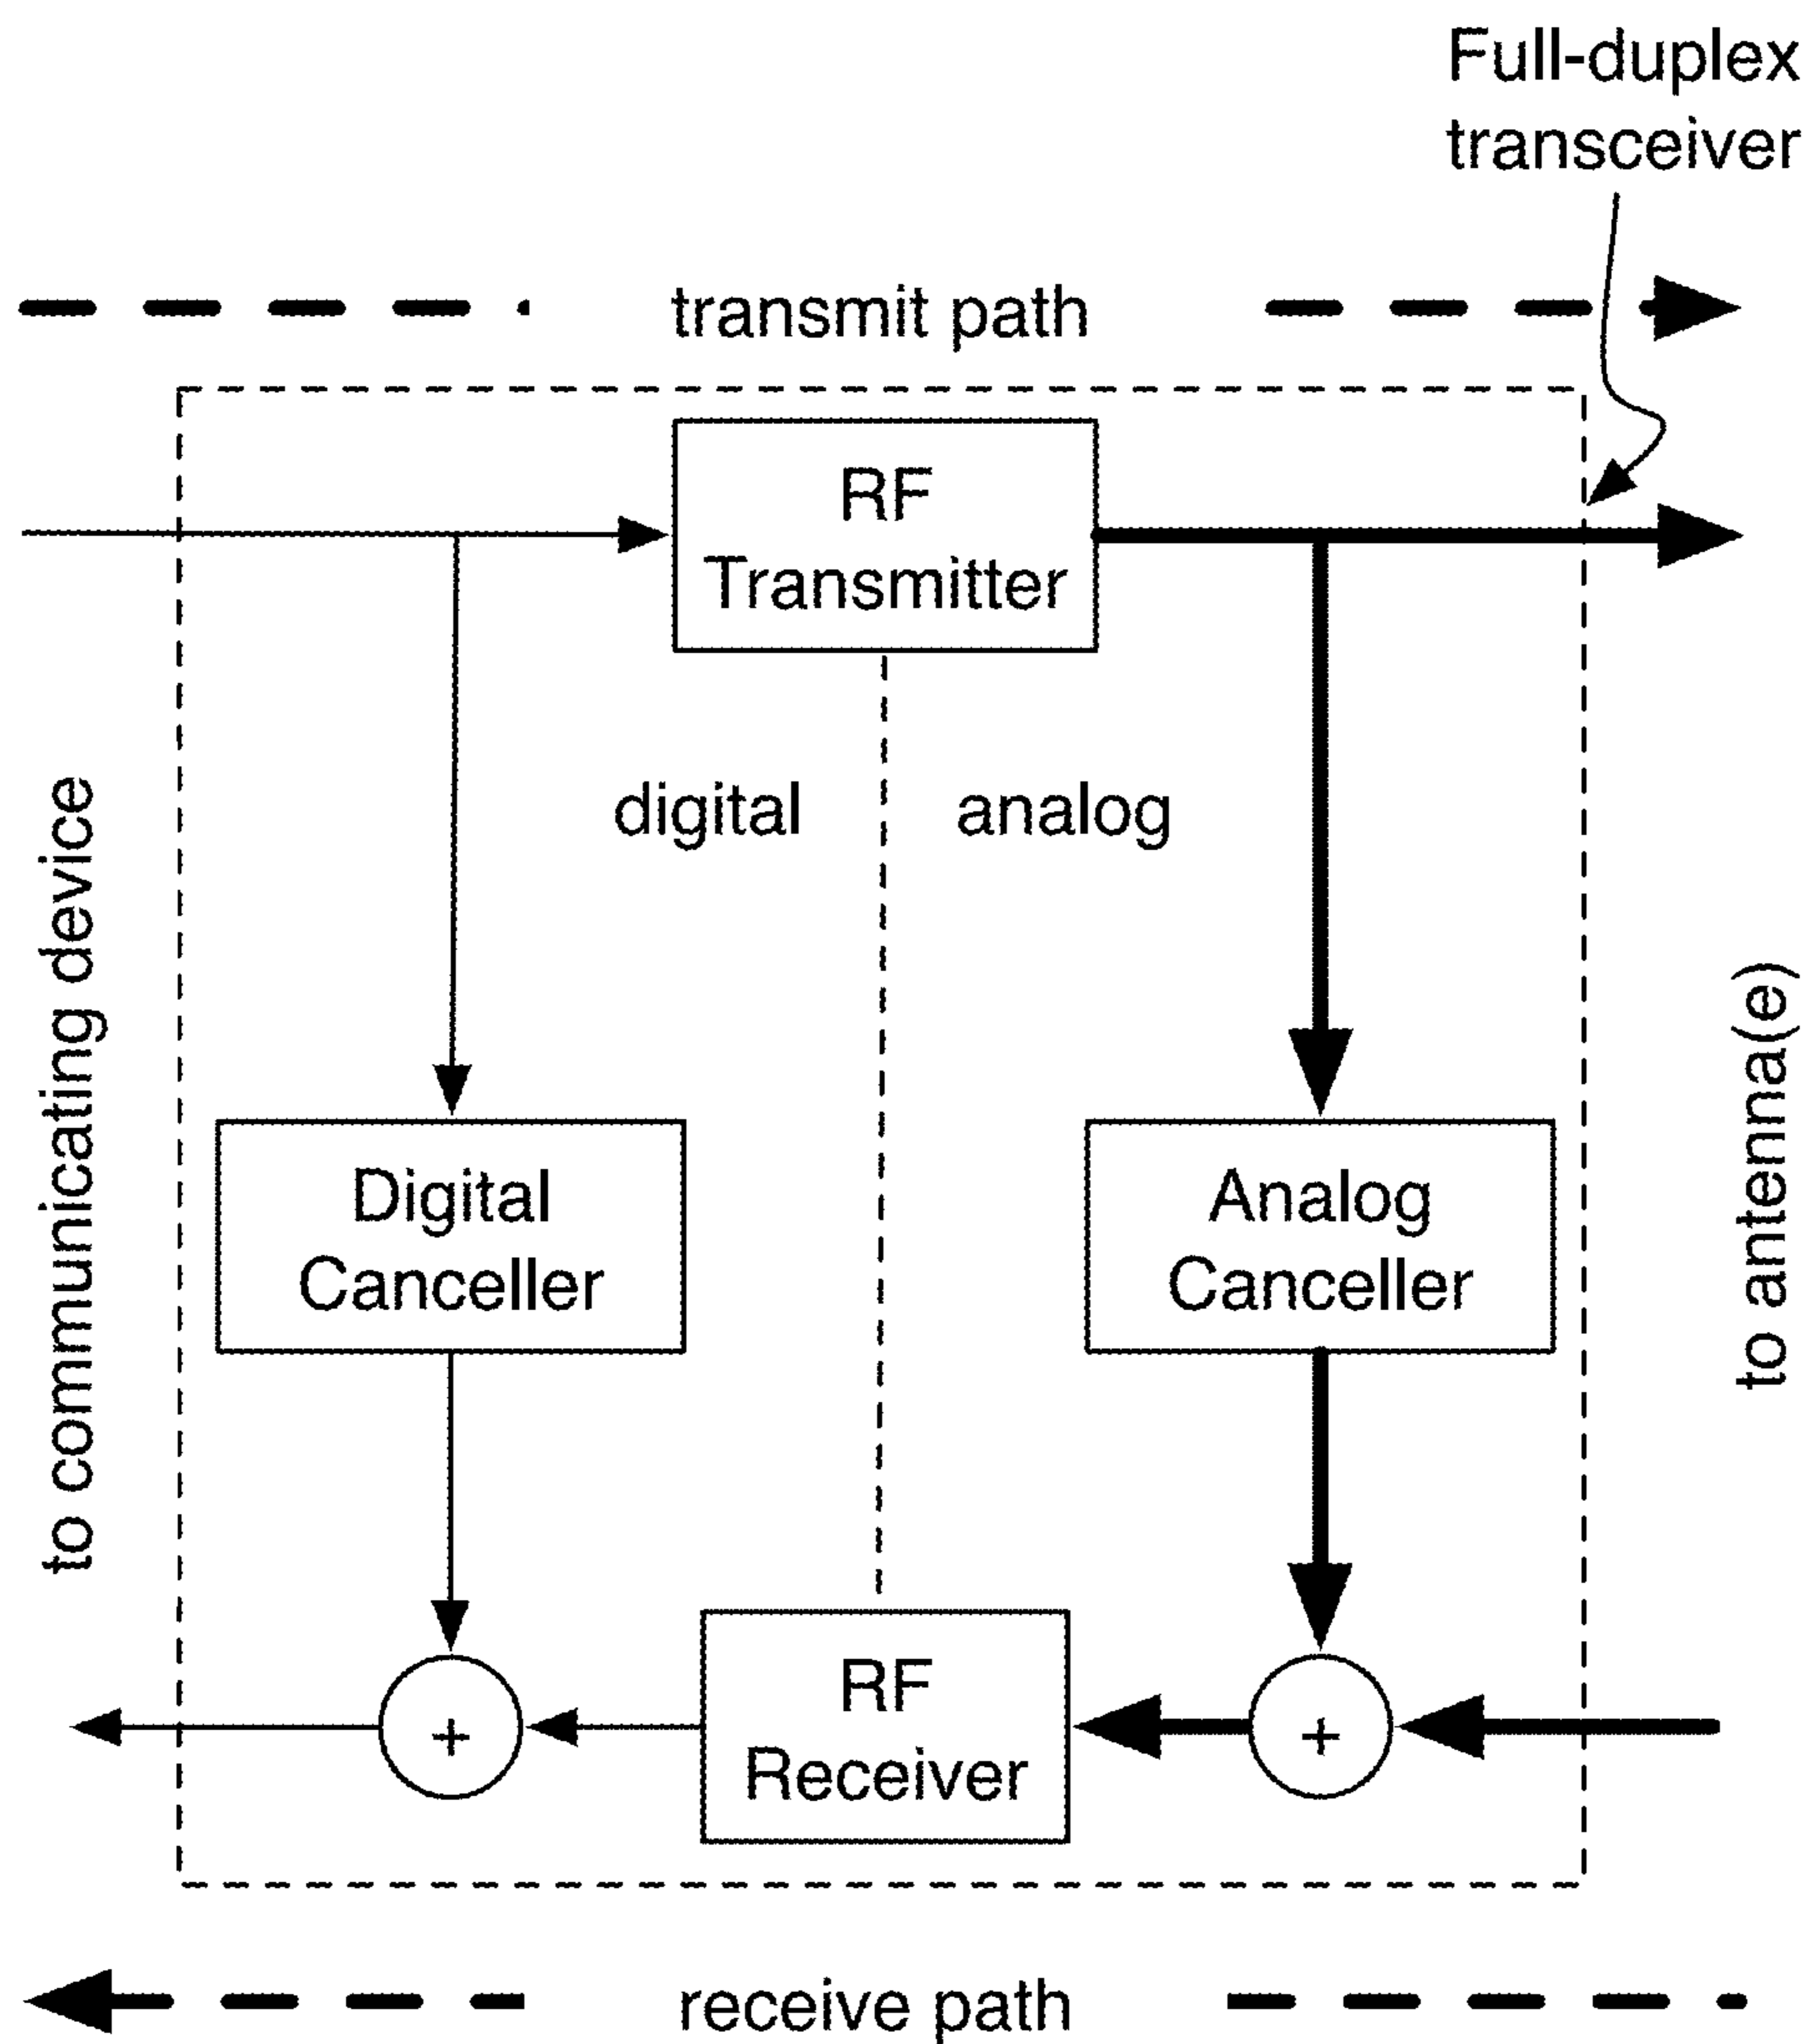 Full-duplex
transceiver
transmit path
RF
Transmitter
digital
analog
to communicating device
to antenna(e)
Digital
Canceller
Analog
Canceller
RF
Receiver
+
+
receive path